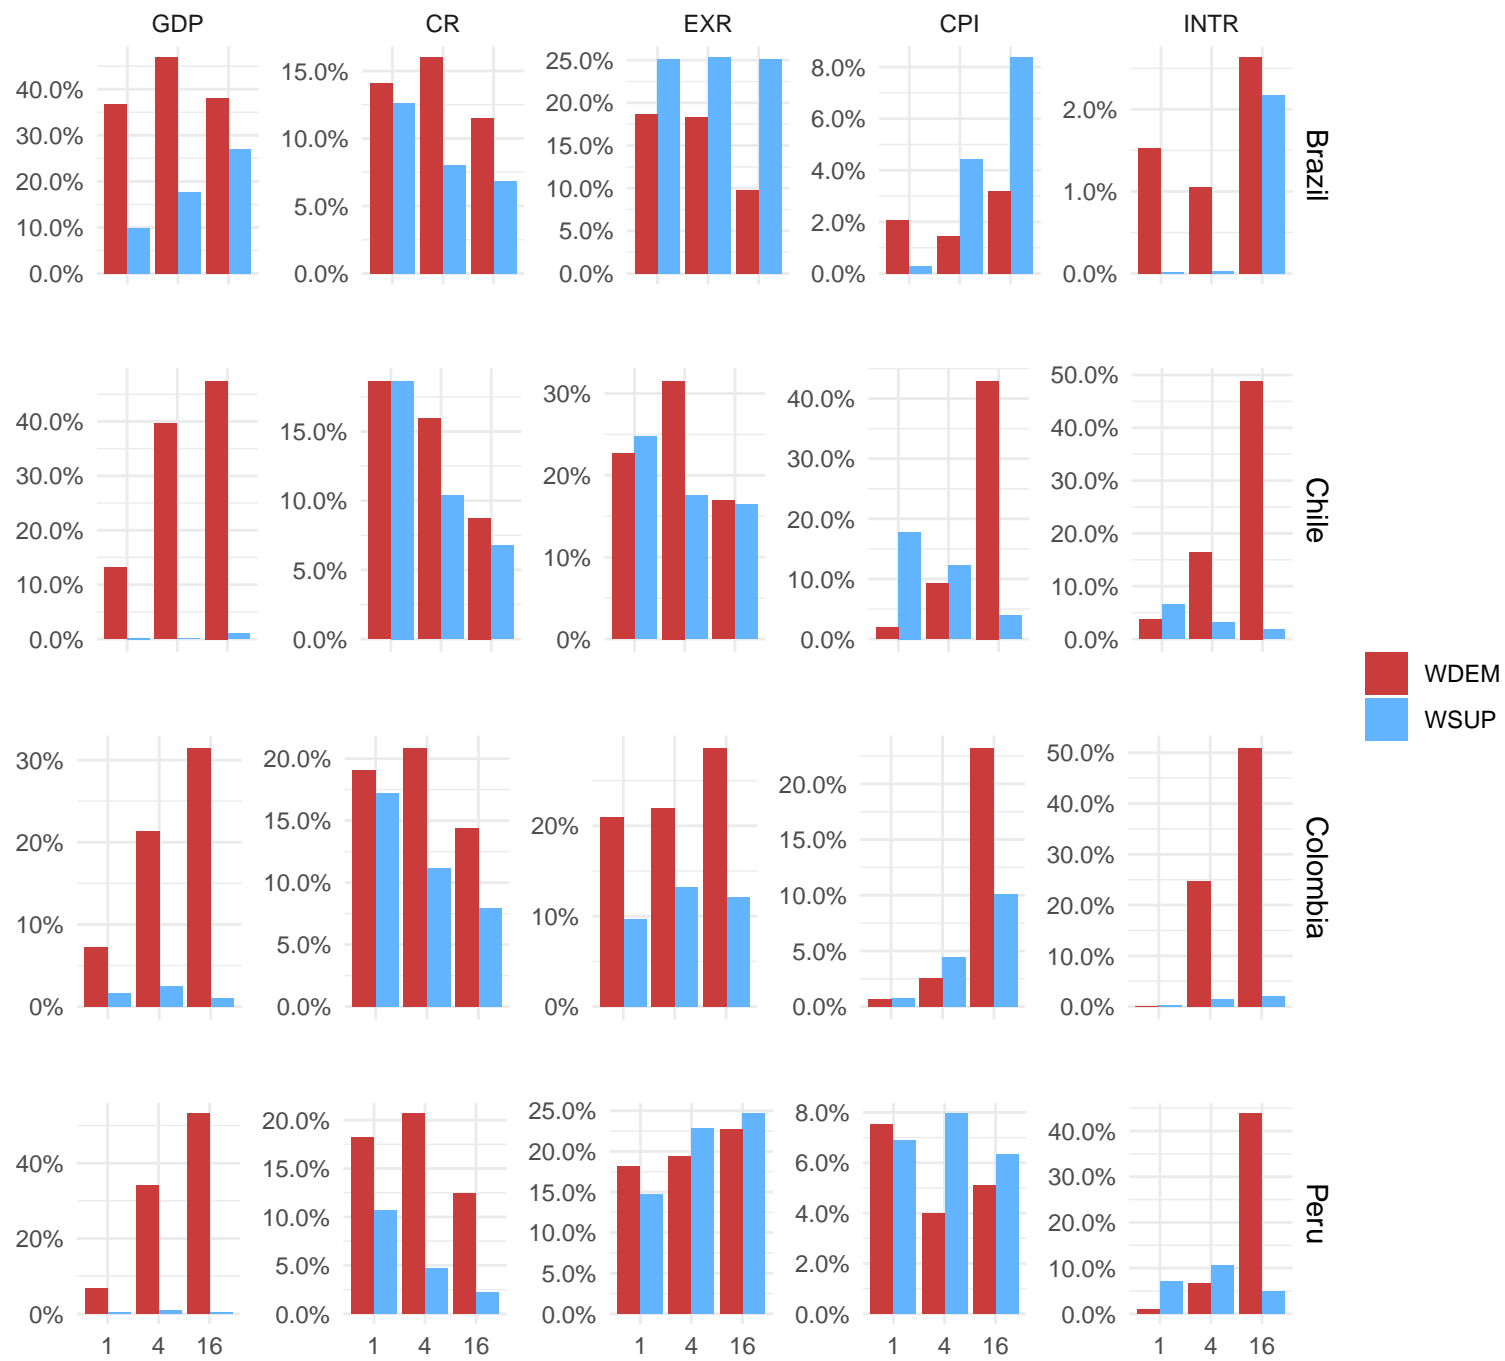 GDP CR EXR CPI INTR
40.0% 30.0% 20.0% 10.0% 0.0%
15.0% 10.0% 5.0% 0.0%
25.0% 20.0% 15.0% 10.0% 5.0% 0.0%
8.0% 6.0% 4.0% 2.0% 0.0%
2.0% 1.0% 0.0%
Brazil
40.0% 30.0% 20.0% 10.0% 0.0%
15.0% 10.0% 5.0% 0.0%
30% 20% 10% 0%
40.0% 30.0% 20.0% 10.0% 0.0%
50.0% 40.0% 30.0% 20.0% 10.0% 0.0%
Chile
WDEM
WSUP
30% 20% 10% 0%
20.0% 15.0% 10.0% 5.0% 0.0%
20% 10% 0%
20.0% 15.0% 10.0% 5.0% 0.0%
50.0% 40.0% 30.0% 20.0% 10.0% 0.0%
Colombia
40% 20% 0%
20.0% 15.0% 10.0% 5.0% 0.0%
25.0% 20.0% 15.0% 10.0% 5.0% 0.0%
8.0% 6.0% 4.0% 2.0% 0.0%
40.0% 30.0% 20.0% 10.0% 0.0%
Peru
1 4 16 1 4 16 1 4 16 1 4 16 1 4 16